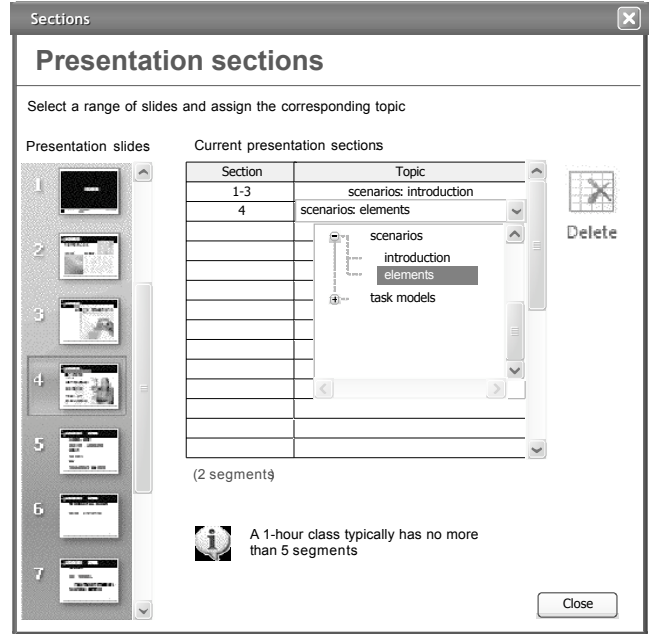 Sections
Presentation sections
Select a range of slides and assign the corresponding topic
Presentation slides
Current presentation sections
Section Topic
1-3 scenarios: introduction
4 scenarios: elements
scenarios
introduction
elements
task models
Delete
1
2
3
4
5
6
7
(2 segments)
A 1-hour class typically has no more
than 5 segments
Close